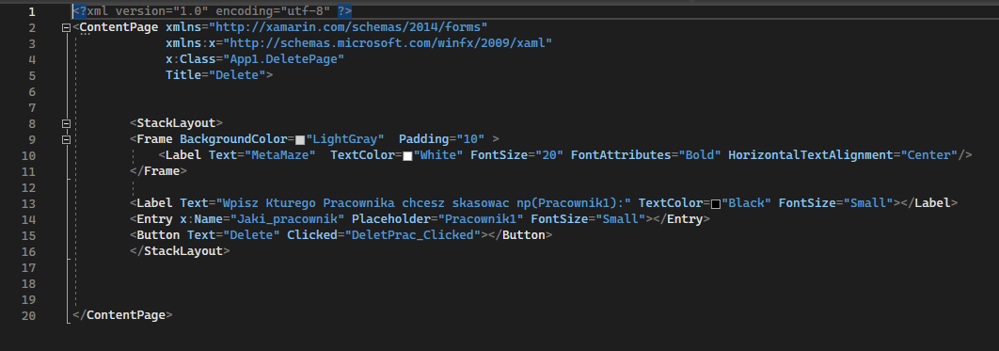 1 <?xml version="1.0" encoding="utf-8" ?>
2 <ContentPage xmlns="http://xamarin.com/schemas/2014/forms"
3 xmlns:x="http://schemas.microsoft.com/winfx/2009/xaml"
4 x:Class="App1.DeletePage"
5 Title="Delete">
6
7
8 <StackLayout>
9 <Frame BackgroundColor="LightGray"  Padding="10" >
10 <Label Text="MetaMaze"  TextColor="White" FontSize="20" FontAttributes="Bold" HorizontalTextAlignment="Center"/>
11 </Frame>
12
13 <Label Text="Wpisz Kturego Pracownika chcesz skasowac np(Pracownik1):" TextColor="Black" FontSize="Small"></Label>
14 <Entry x:Name="Jaki_pracownik" Placeholder="Pracownik1" FontSize="Small"></Entry>
15 <Button Text="Delete" Clicked="DeletPrac_Clicked"></Button>
16 </StackLayout>
17
18
19
20 </ContentPage>